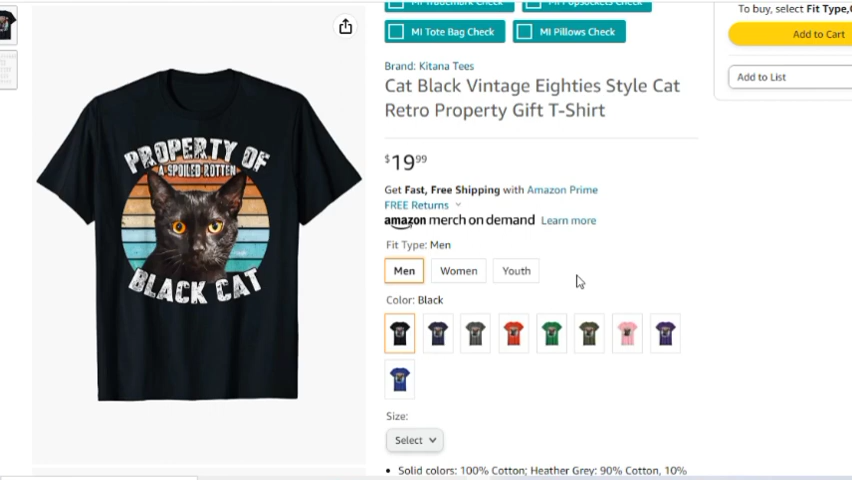 PROPERTY OF
A SPOILED ROTTEN
BLACK CAT
MI Tote Bag Check
MI Pillows Check
Brand: Kitana Tees
Cat Black Vintage Eighties Style Cat
Retro Property Gift T-Shirt
$19 99
Get Fast, Free Shipping with Amazon Prime
FREE Returns
amazon merch on demand Learn more
Fit Type: Men
Men
Women
Youth
Color: Black
Size:
Select
• Solid colors: 100% Cotton; Heather Grey: 90% Cotton, 10%
To buy, select Fit Type,
Add to Cart
Add to List